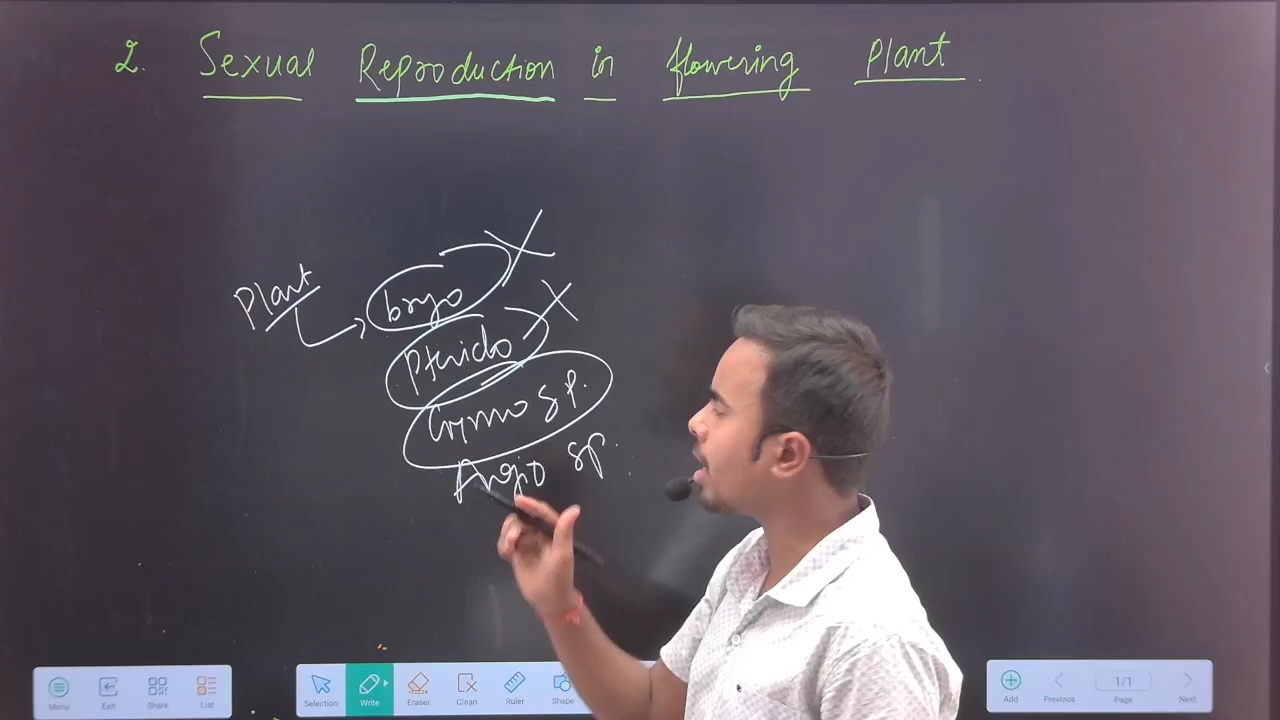 2. Sexual Reproduction in flowering Plant
Plant
bryo
Pterido
Gymno sp.
Angio sp.
Menu
Exit
Share
List
Selection
Write
Eraser
Clean
Ruler
Shape
Add
Previous
1/1
Page
Next